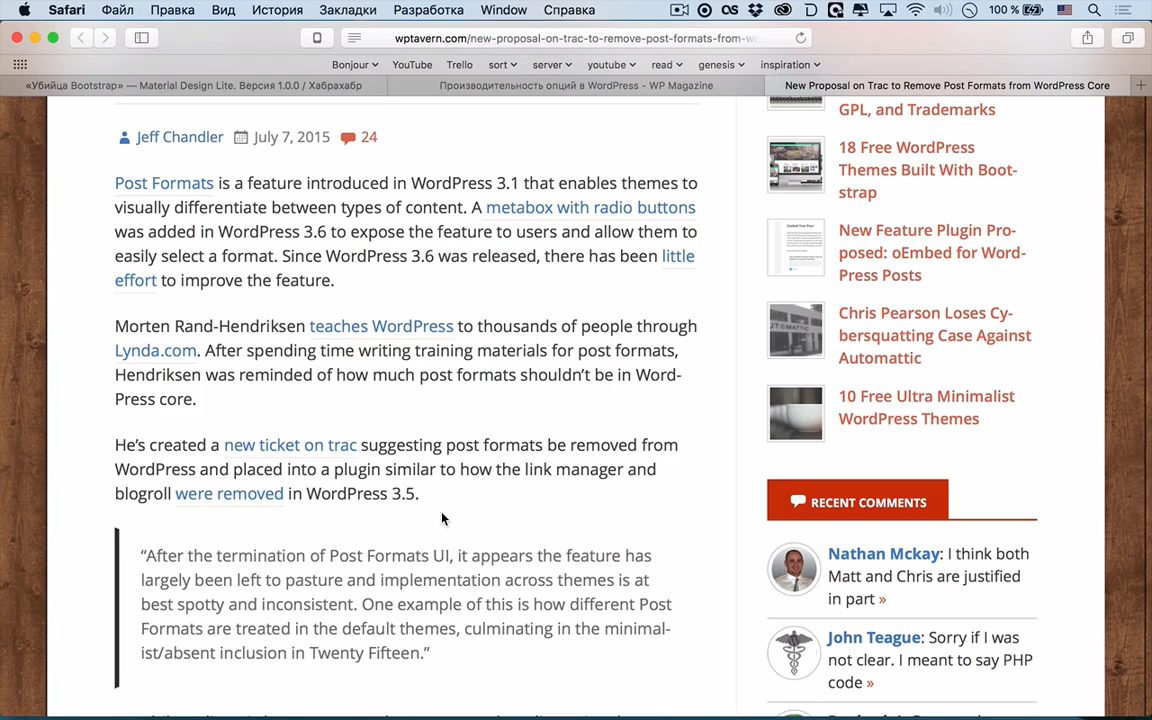 Safari Файл Правка Вид История Закладки Разработка Window Справка 100 %
wptavern.com/new-proposal-on-trac-to-remove-post-formats-from-wo
Bonjour YouTube Trello sort server youtube read genesis inspiration
«Убийца Bootstrap» — Material Design Lite. Версия 1.0.0 / Хабрахабр
Производительность опций в WordPress - WP Magazine
New Proposal on Trac to Remove Post Formats from WordPress Core
Jeff Chandler July 7, 2015 24
Post Formats is a feature introduced in WordPress 3.1 that enables themes to
visually differentiate between types of content. A metabox with radio buttons
was added in WordPress 3.6 to expose the feature to users and allow them to
easily select a format. Since WordPress 3.6 was released, there has been little
effort to improve the feature.
Morten Rand-Hendriksen teaches WordPress to thousands of people through
Lynda.com. After spending time writing training materials for post formats,
Hendriksen was reminded of how much post formats shouldn’t be in Word-
Press core.
He’s created a new ticket on trac suggesting post formats be removed from
WordPress and placed into a plugin similar to how the link manager and
blogroll were removed in WordPress 3.5.
“After the termination of Post Formats UI, it appears the feature has
largely been left to pasture and implementation across themes is at
best spotty and inconsistent. One example of this is how different Post
Formats are treated in the default themes, culminating in the minimal-
ist/absent inclusion in Twenty Fifteen.”
GPL, and Trademarks
18 Free WordPress
Themes Built With Boot-
strap
New Feature Plugin Pro-
posed: oEmbed for Word-
Press Posts
Chris Pearson Loses Cy-
bersquatting Case Against
Automattic
10 Free Ultra Minimalist
WordPress Themes
RECENT COMMENTS
Nathan Mckay: I think both
Matt and Chris are justified
in part »
John Teague: Sorry if I was
not clear. I meant to say PHP
code »